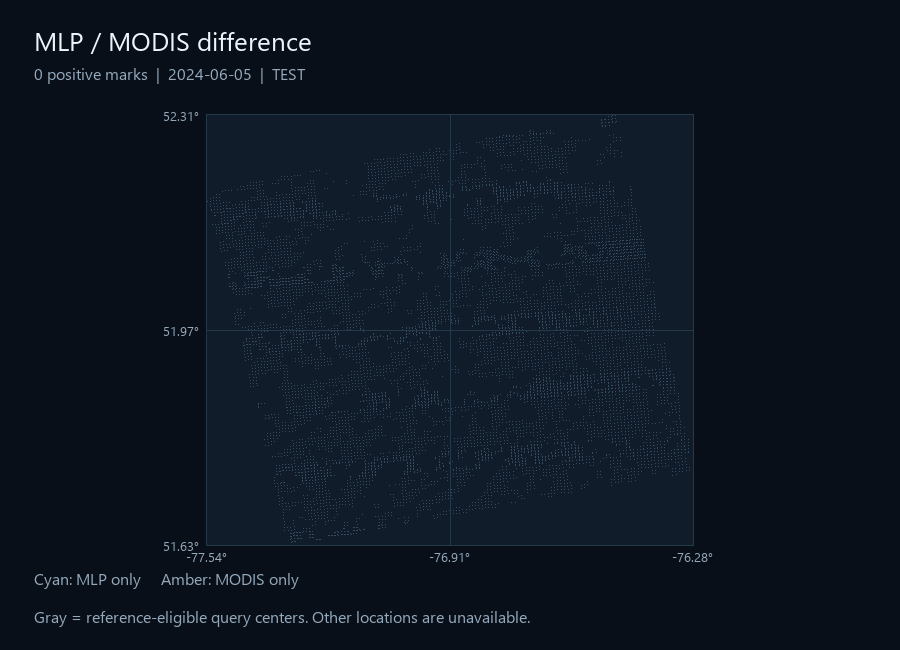 MLP / MODIS difference
0 positive marks | 2024-06-05 | TEST
52.31°
51.97°
51.63°
-77.54° -76.91° -76.28°
Cyan: MLP only Amber: MODIS only
Gray = reference-eligible query centers. Other locations are unavailable.